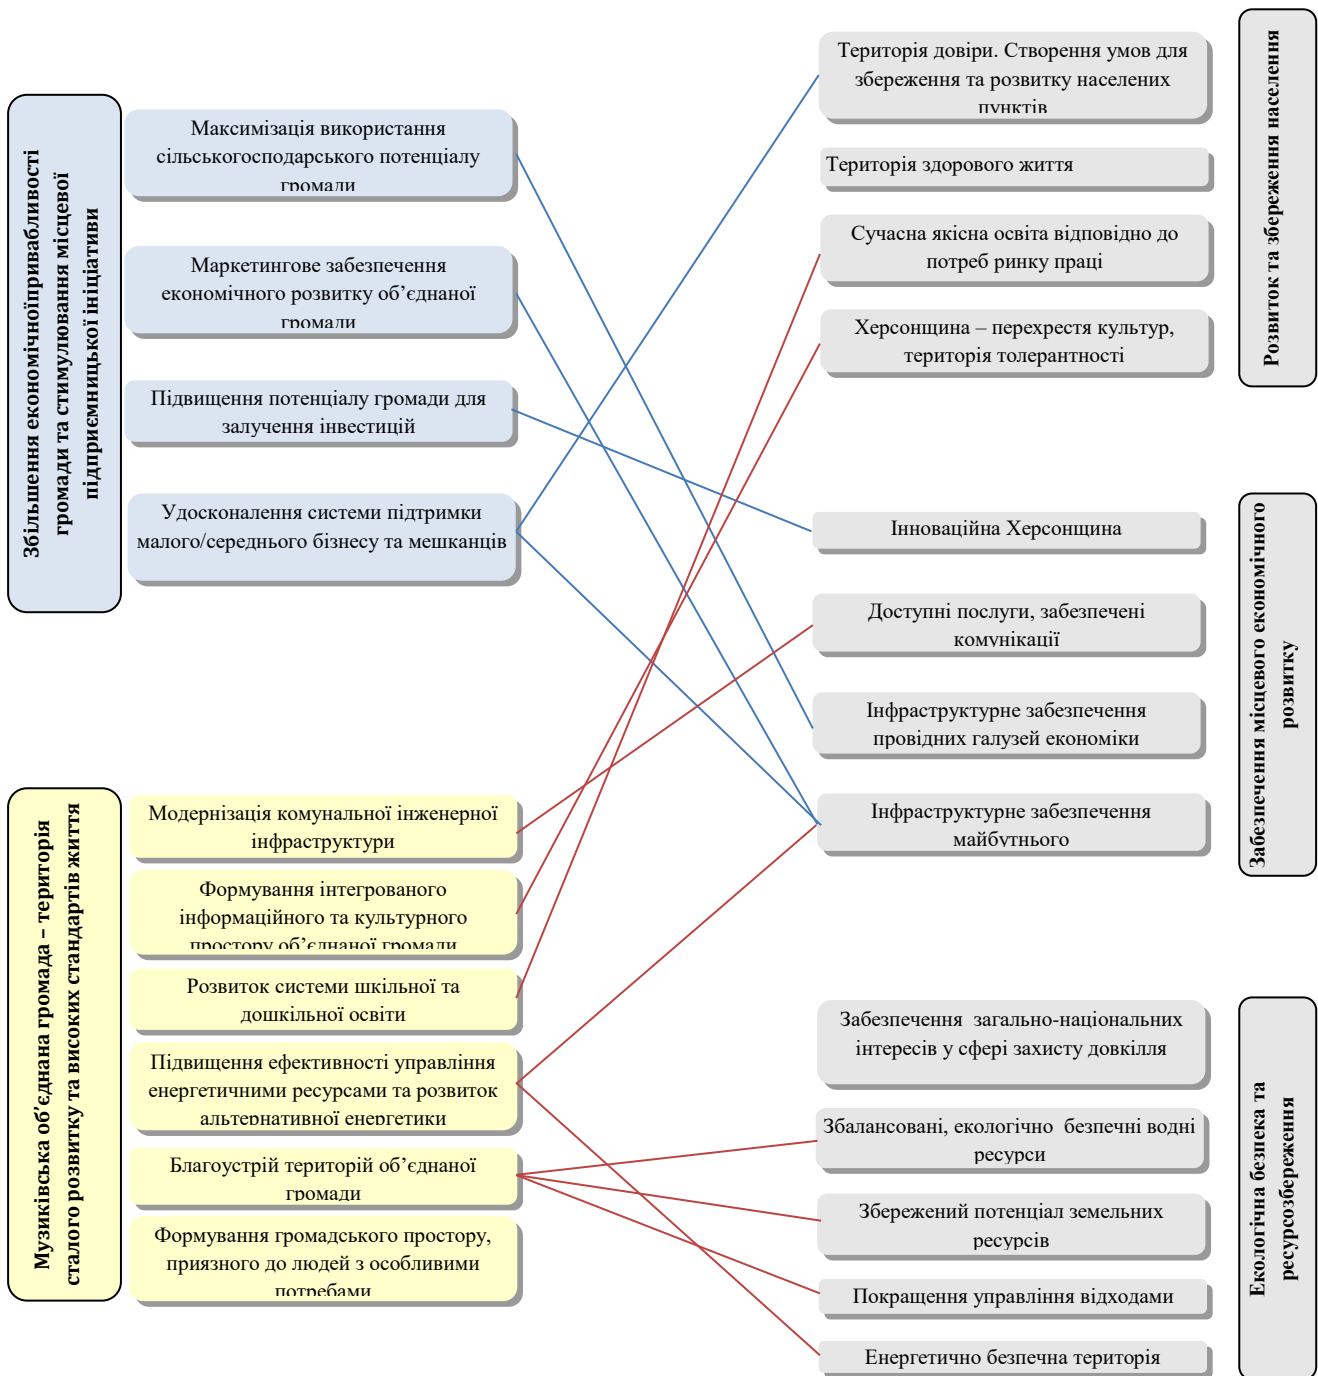 Збільшення економічноїпривабливості
громади та стимулювання місцевої
підприємницької ініціативи
Максимізація використання
сільськогосподарського потенціалу
громади
Маркетингове забезпечення
економічного розвитку об’єднаної
громади
Підвищення потенціалу громади для
залучення інвестицій
Удосконалення системи підтримки
малого/середнього бізнесу та мешканців
Музиківська об’єднана громада – територія
сталого розвитку та високих стандартів життя
Модернізація комунальної інженерної
інфраструктури
Формування інтегрованого
інформаційного та культурного
простору об’єднаної громади
Розвиток системи шкільної та
дошкільної освіти
Підвищення ефективності управління
енергетичними ресурсами та розвиток
альтернативної енергетики
Благоустрій територій об’єднаної
громади
Формування громадського простору,
приязного до людей з особливими
потребами
Територія довіри. Створення умов для
збереження та розвитку населених
пунктів
Територія здорового життя
Сучасна якісна освіта відповідно до
потреб ринку праці
Херсонщина – перехрестя культур,
територія толерантності
Розвиток та збереження населення
Інноваційна Херсонщина
Доступні послуги, забезпечені
комунікації
Інфраструктурне забезпечення
провідних галузей економіки
Інфраструктурне забезпечення
майбутнього
Забезпечення місцевого економічного
розвитку
Забезпечення загально-національних
інтересів у сфері захисту довкілля
Збалансовані, екологічно безпечні водні
ресурси
Збережений потенціал земельних
ресурсів
Покращення управління відходами
Енергетично безпечна територія
Екологічна безпека та
ресурсозбереження